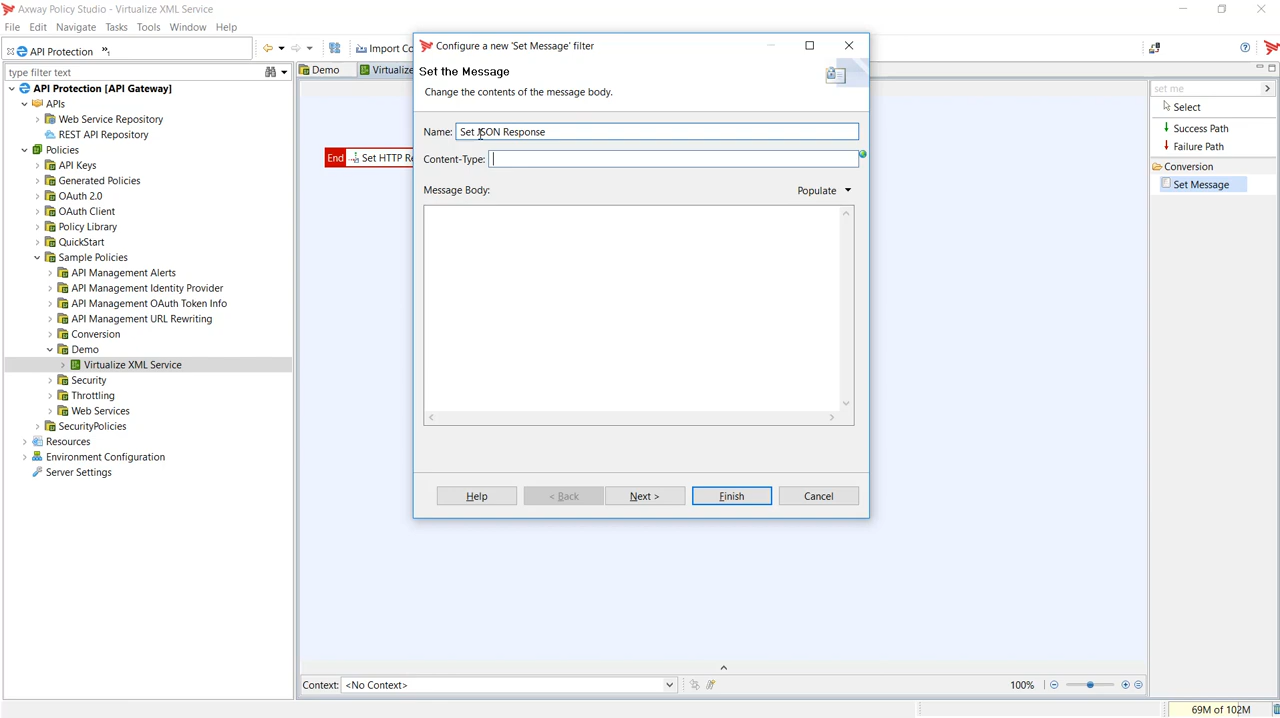 Axway Policy Studio - Virtualize XML Service
File Edit Navigate Tasks Tools Window Help
API Protection
Import Co
type filter text
API Protection [API Gateway]
APIs
Web Service Repository
REST API Repository
Policies
API Keys
Generated Policies
OAuth 2.0
OAuth Client
Policy Library
QuickStart
Sample Policies
API Management Alerts
API Management Identity Provider
API Management OAuth Token Info
API Management URL Rewriting
Conversion
Demo
Virtualize XML Service
Security
Throttling
Web Services
SecurityPolicies
Resources
Environment Configuration
Server Settings
Demo
Virtualize
End
Set HTTP Re
Configure a new 'Set Message' filter
Set the Message
Change the contents of the message body.
Name: Set JSON Response
Content-Type:
Message Body:
Populate
Help
< Back
Next >
Finish
Cancel
set me
Select
Success Path
Failure Path
Conversion
Set Message
Context: <No Context>
100%
69M of 102M